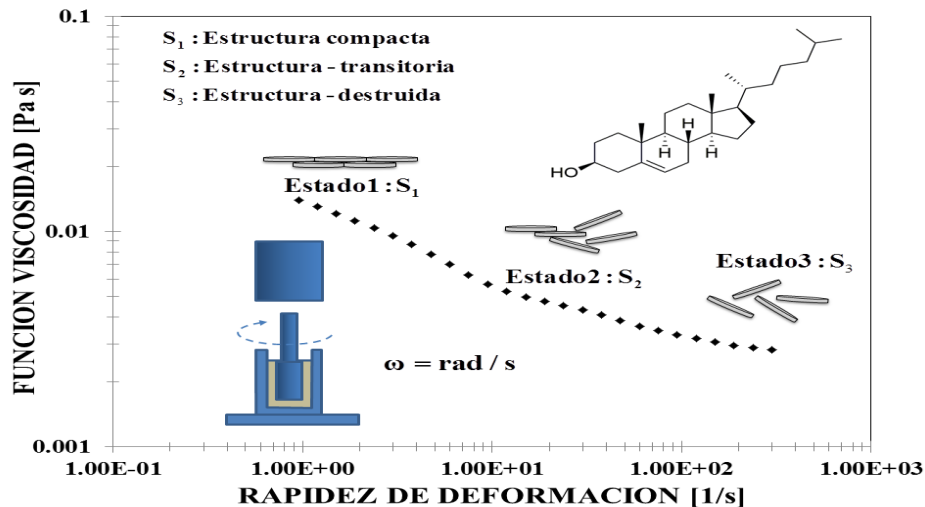 0.1
0.01
0.001
FUNCION VISCOSIDAD [Pa s]
S₁ : Estructura compacta
S₂ : Estructura - transitoria
S₃ : Estructura - destruida
HO
H
H
H
Estado1 : S₁
Estado2 : S₂
Estado3 : S₃
ω = rad / s
1.00E-01 1.00E+00 1.00E+01 1.00E+02 1.00E+03
RAPIDEZ DE DEFORMACION [1/s]